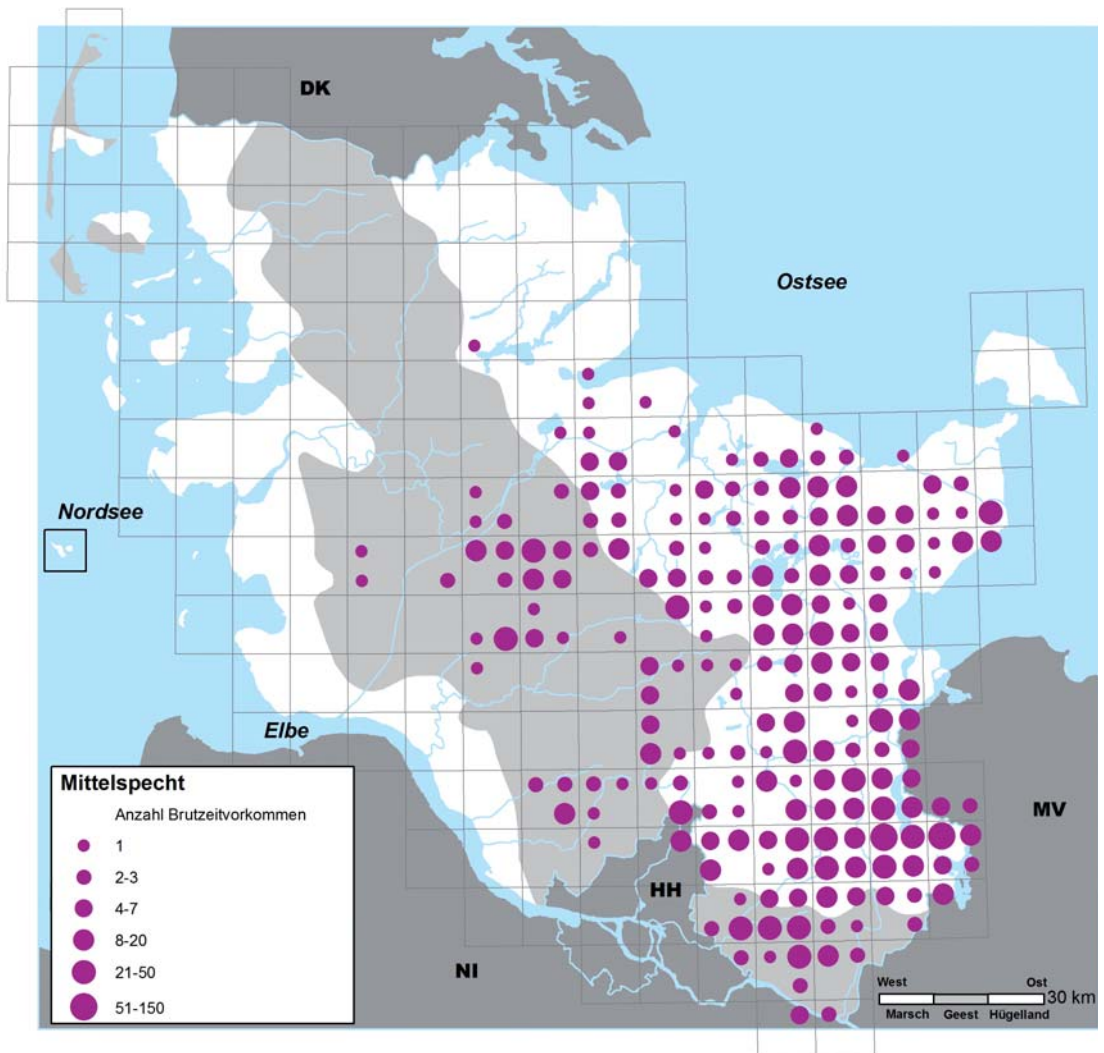 DK
Ostsee
Nordsee
Elbe
Mittelspecht
Anzahl Brutzeitvorkommen
1
2-3
4-7
8-20
21-50
51-150
MV
HH
NI
West Ost
30 km
Marsch Geest Hügelland